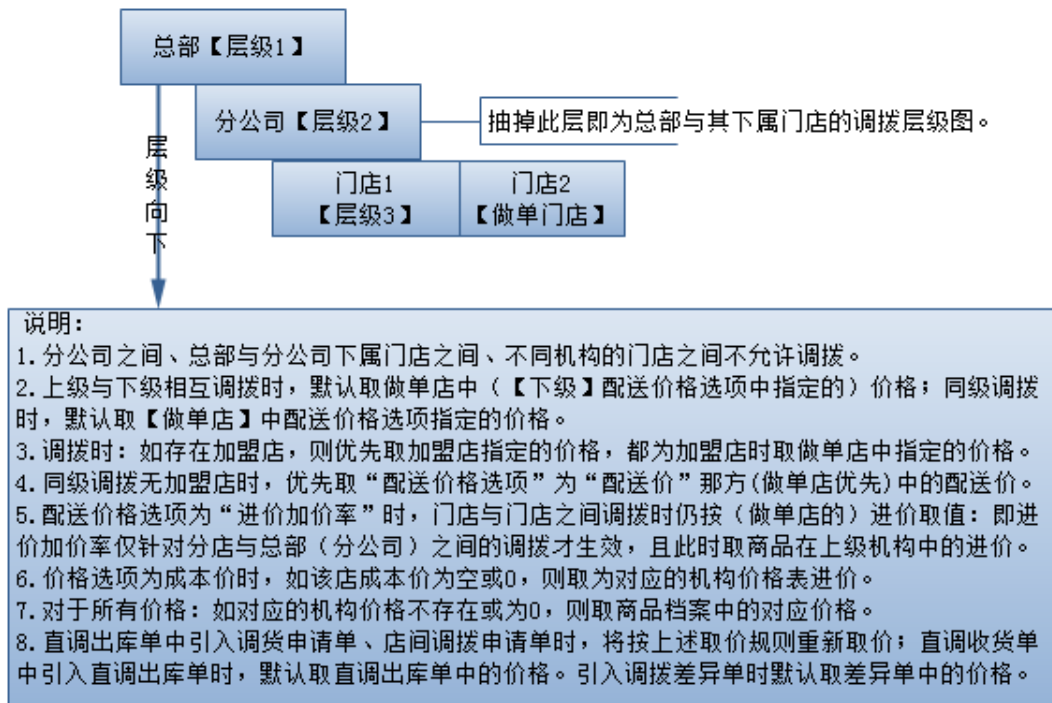 总部【层级1】
分公司【层级2】
抽掉此层即为总部与其下属门店的调拨层级图。
层级向下
门店1
【层级3】
门店2
【做单门店】
说明：
1.分公司之间、总部与分公司下属门店之间、不同机构的门店之间不允许调拨。
2.上级与下级相互调拨时，默认取做单店中（【下级】配送价格选项中指定的）价格；同级调拨
时，默认取【做单店】中配送价格选项指定的价格。
3.调拨时：如存在加盟店，则优先取加盟店指定的价格，都为加盟店时取做单店中指定的价格。
4.同级调拨无加盟店时，优先取“配送价格选项”为“配送价”那方(做单店优先)中的配送价。
5.配送价格选项为“进价加价率”时，门店与门店之间调拨时仍按（做单店的）进价取值：即进
价加价率仅针对分店与总部（分公司）之间的调拨才生效，且此时取商品在上级机构中的进价。
6.价格选项为成本价时，如该店成本价为空或0，则取为对应的机构价格表进价。
7.对于所有价格：如对应的机构价格不存在或为0，则取商品档案中的对应价格。
8.直调出库单中引入调货申请单、店间调拨申请单时，将按上述取价规则重新取价；直调收货单
中引入直调出库单时，默认取直调出库单中的价格。引入调拨差异单时默认取差异单中的价格。